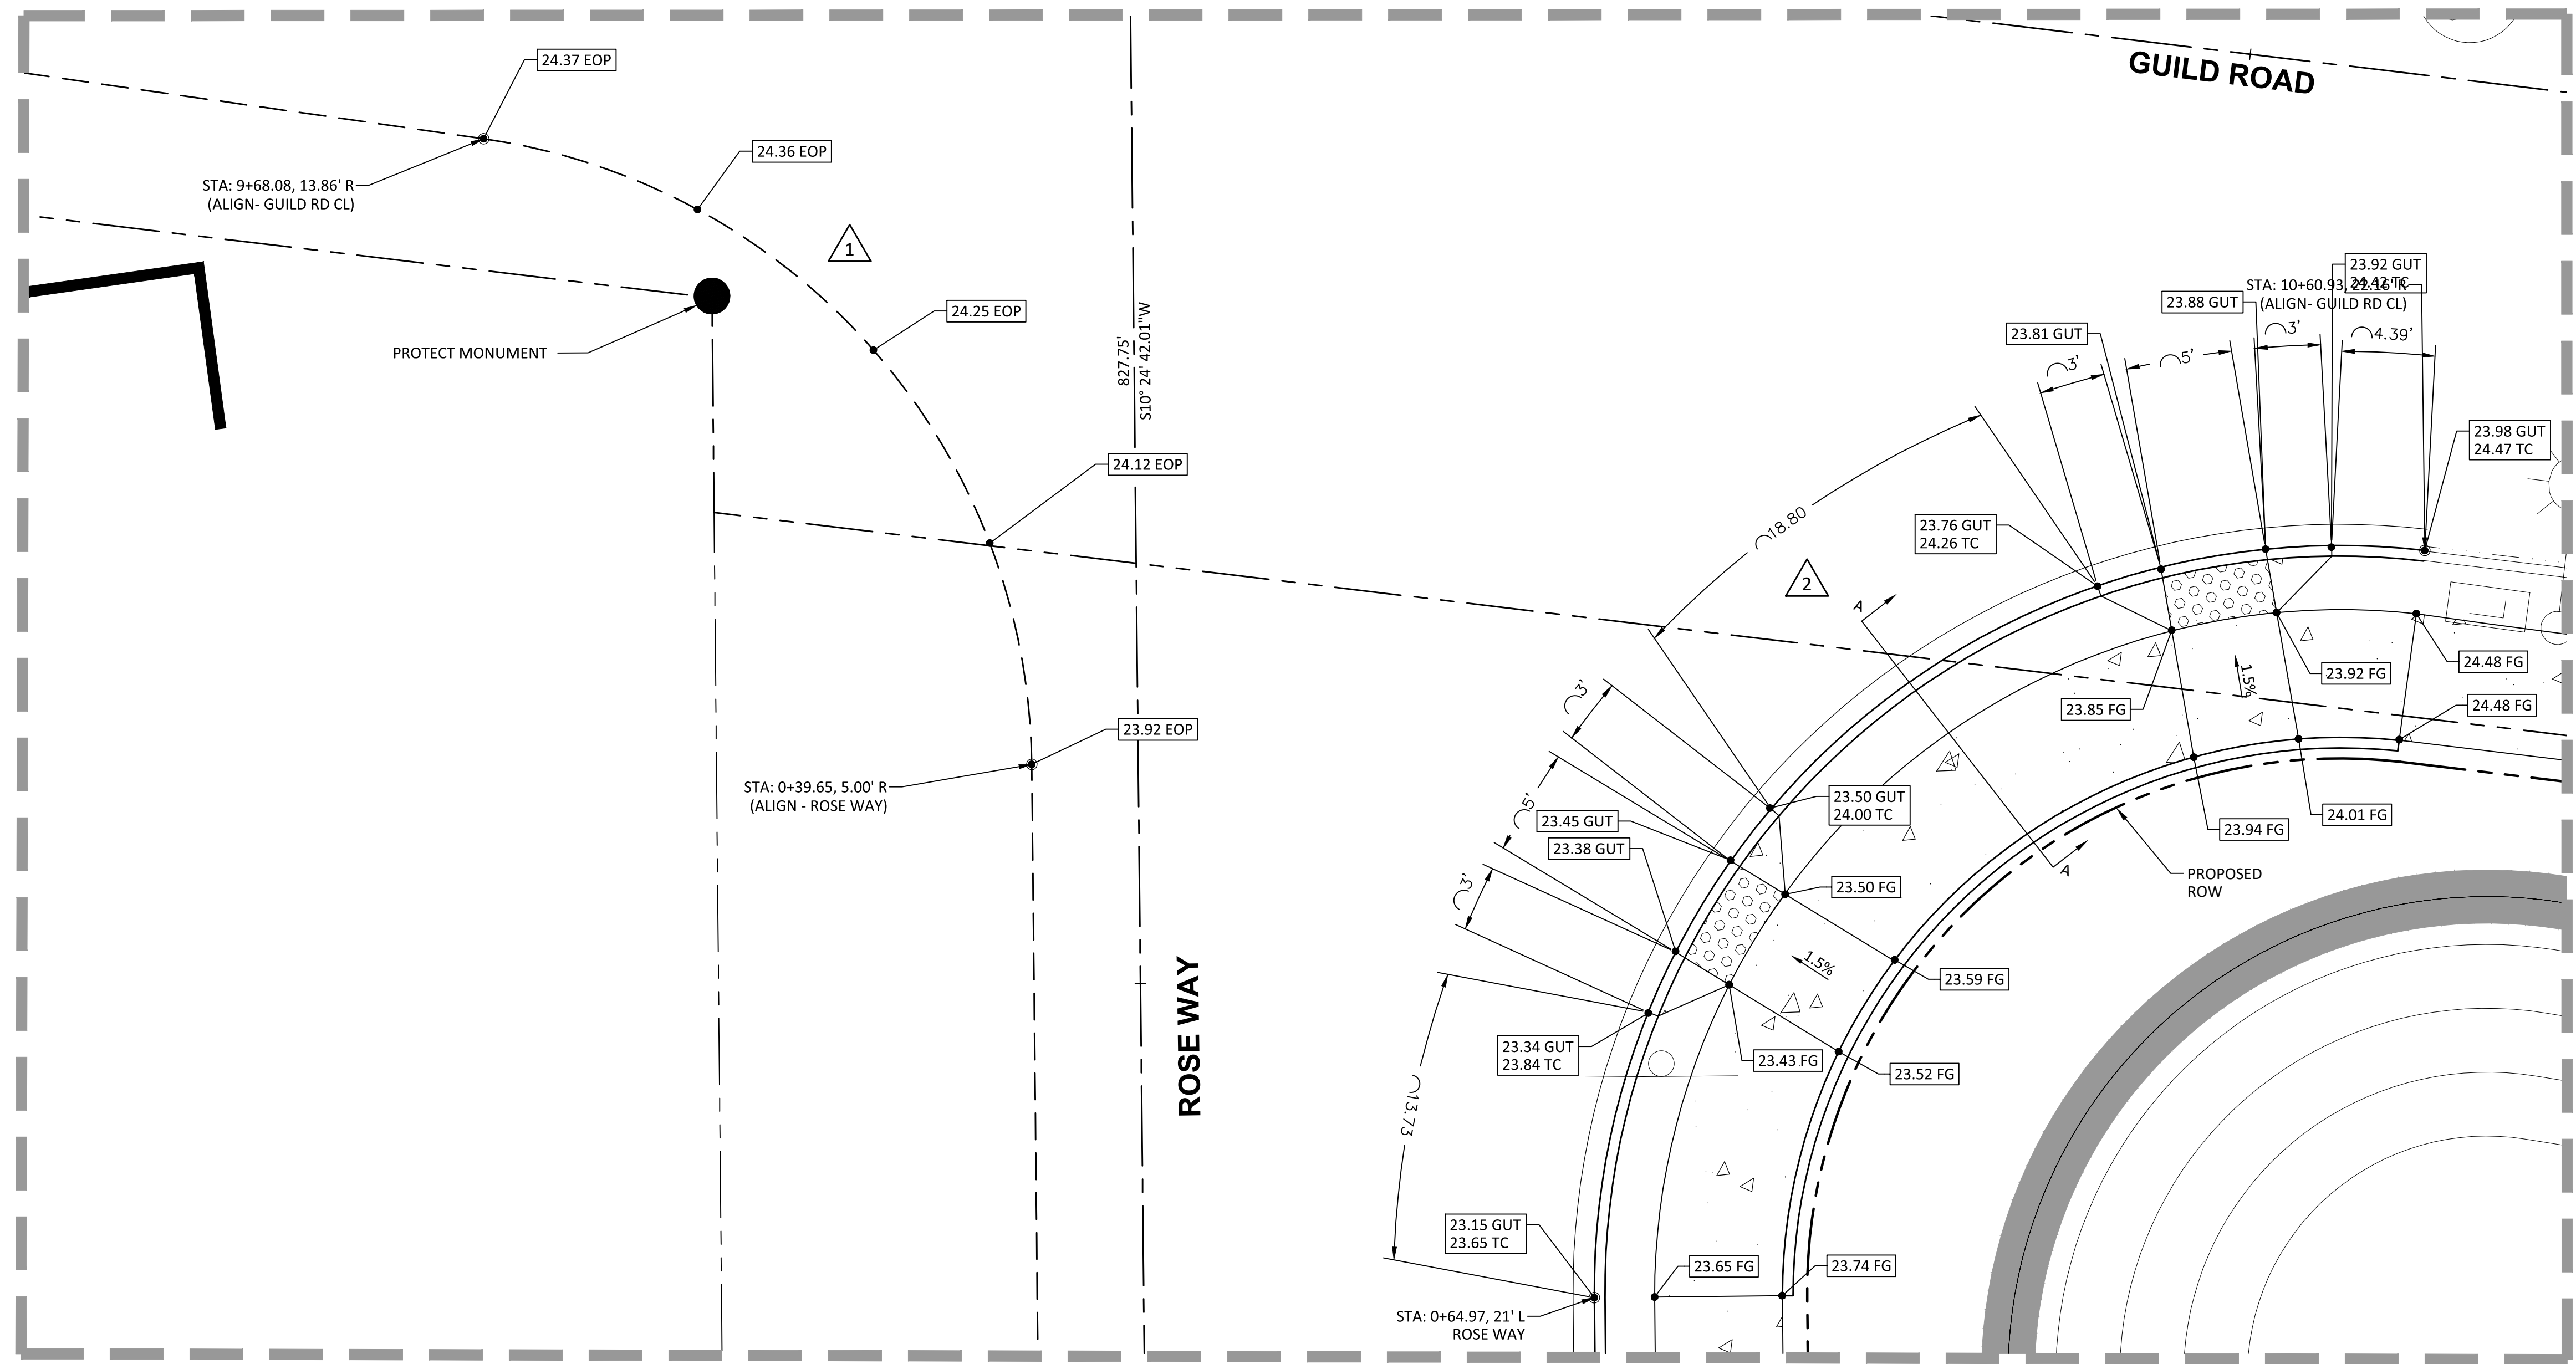 24.37 EOP
GUILD ROAD
24.36 EOP
STA: 9+68.08, 13.86' R
(ALIGN- GUILD RD CL)
1
24.25 EOP
PROTECT MONUMENT
827.75'
S10° 24' 42.01"W
24.12 EOP
23.92 EOP
STA: 0+39.65, 5.00' R
(ALIGN - ROSE WAY)
ROSE WAY
23.92 GUT
24.42 TC
STA: 10+60.93, 22.16' R
(ALIGN- GUILD RD CL)
23.88 GUT
23.81 GUT
3'
5'
3'
4.39'
23.98 GUT
24.47 TC
18.80
23.76 GUT
24.26 TC
2
A
24.48 FG
23.92 FG
1.5%
24.48 FG
23.85 FG
3'
5'
23.50 GUT
24.00 TC
23.45 GUT
24.01 FG
23.94 FG
23.38 GUT
A
PROPOSED
ROW
3'
23.50 FG
1.5%
23.59 FG
23.34 GUT
23.84 TC
23.43 FG
23.52 FG
13.73
23.15 GUT
23.65 TC
23.65 FG
23.74 FG
STA: 0+64.97, 21' L
ROSE WAY